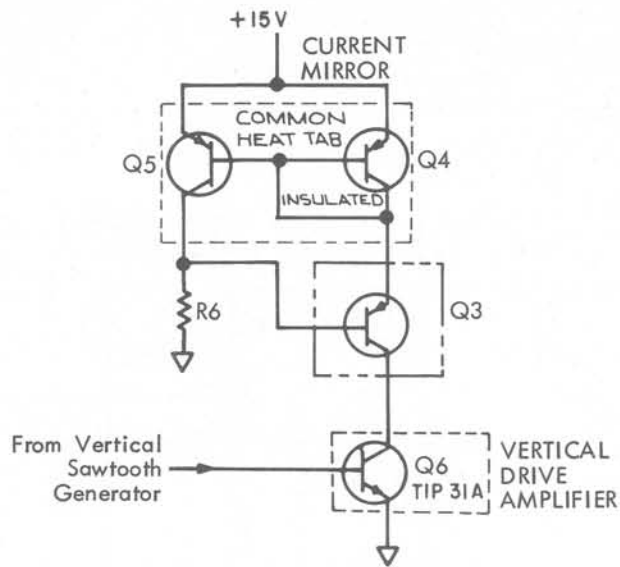 +15V
CURRENT
MIRROR
COMMON
HEAT TAB
Q5
Q4
INSULATED
R6
Q3
From Vertical
Sawtooth
Generator
Q6
TIP 31A
VERTICAL
DRIVE
AMPLIFIER